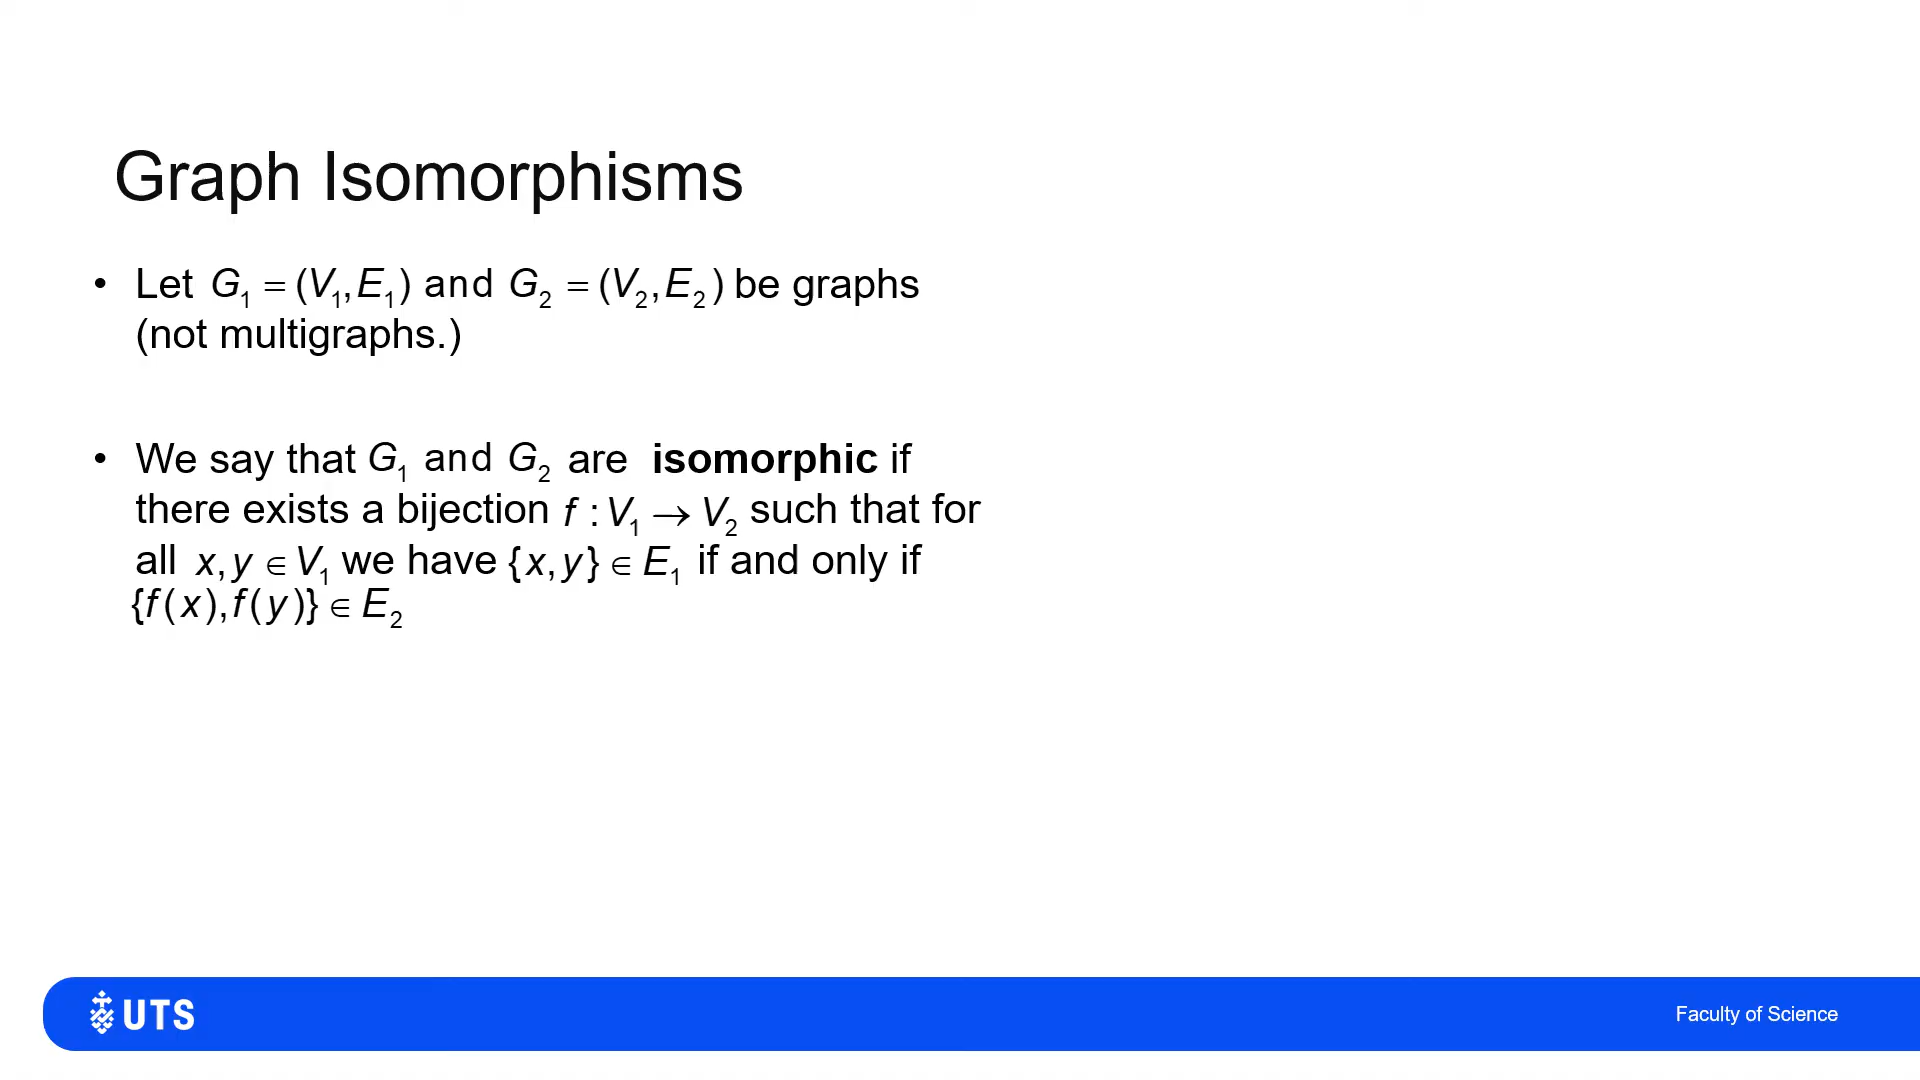 Graph Isomorphisms
• Let G₁ = (V₁, E₁) and G₂ = (V₂, E₂) be graphs
(not multigraphs.)
• We say that G₁ and G₂ are isomorphic if
there exists a bijection f : V₁ → V₂ such that for
all x, y ∈ V₁ we have {x, y} ∈ E₁ if and only if
{f(x), f(y)} ∈ E₂
UTS
Faculty of Science